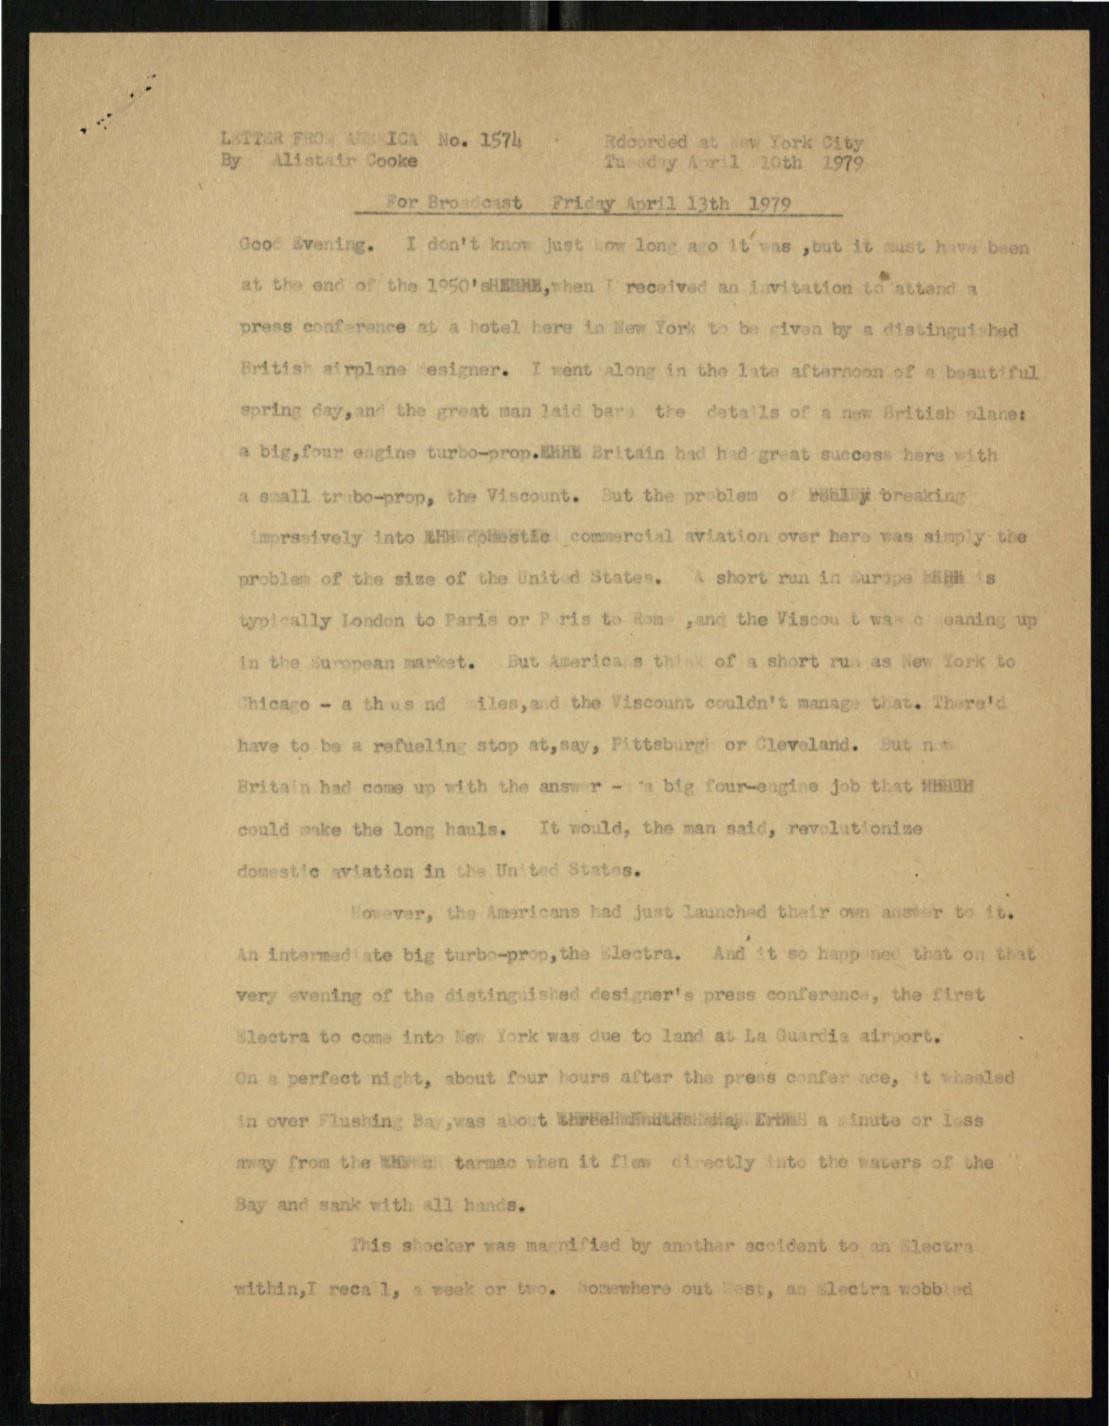 LETTER FROM AMERICA No. 1574 Rdcorded at New York City
By Alistair Cooke Tuesday April 10th 1979
For Broadcast Friday April 13th 1979
Good Evening. I don't know just how long ago it was ,but it must have been
at the end of the 1950's,when I received an invitation to attend a
press conference at a hotel here in New York to be given by a distinguished
British airplane designer. I went along in the late afternoon of a beautiful
spring day,and the great man laid bare the details of a new British plane:
a big,four engine turbo-prop. Britain had had great success here with
a small trubo-prop, the Viscount. But the problem of really breaking
imprssively into the domestic commercial aviation over here was simply the
problem of the size of the United States. A short run in Europe is
typically London to Paris or Paris to Rome ,and the Viscount was cleaning up
in the European market. But Americans think of a short run as New York to
Chicago - a thousand miles,and the Viscount couldn't manage that. There'd
have to be a refueling stop at,say, Pittsburgh or Cleveland. But now
Britain had come up with the answer - a big four-engine job that
could make the long hauls. It would, the man said, revolutionize
domestic aviation in the United States.
However, the Americans had just launched their own answer to it.
An intermediate big turbo-prop,the Electra. And it so happened that on that
very evening of the distinguished designer's press conference, the first
Electra to come into New York was due to land at La Guardia airport.
On a perfect night, about four hours after the press conference, it wheeled
in over Flushing Bay,was about a minute or less
away from the tarmac when it flew directly into the waters of the
Bay and sank with all hands.
This shocker was magnified by another accident to an Electra
within,I recall, a week or two. Somewhere out West, an Electra wobbled